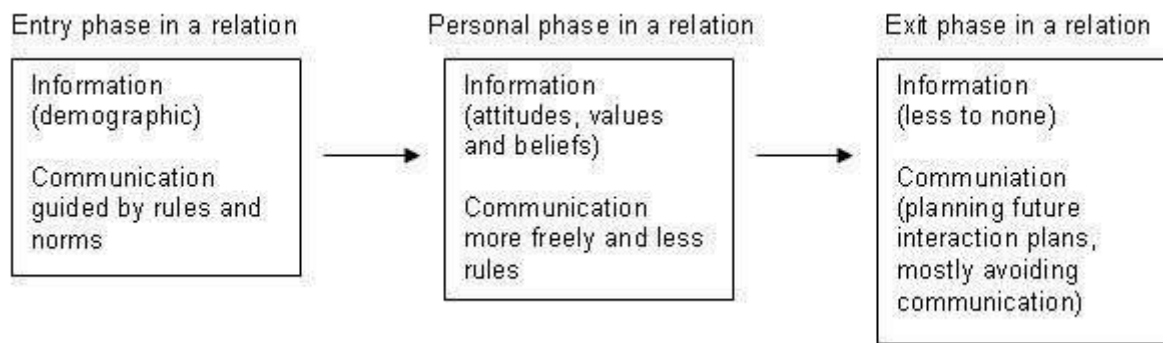 Entry phase in a relation
Information
(demographic)
Communication
guided by rules and
norms
Personal phase in a relation
Information
(attitudes, values
and beliefs)
Communication
more freely and less
rules
Exit phase in a relation
Information
(less to none)
Communiation
(planning future
interaction plans,
mostly avoiding
communication)